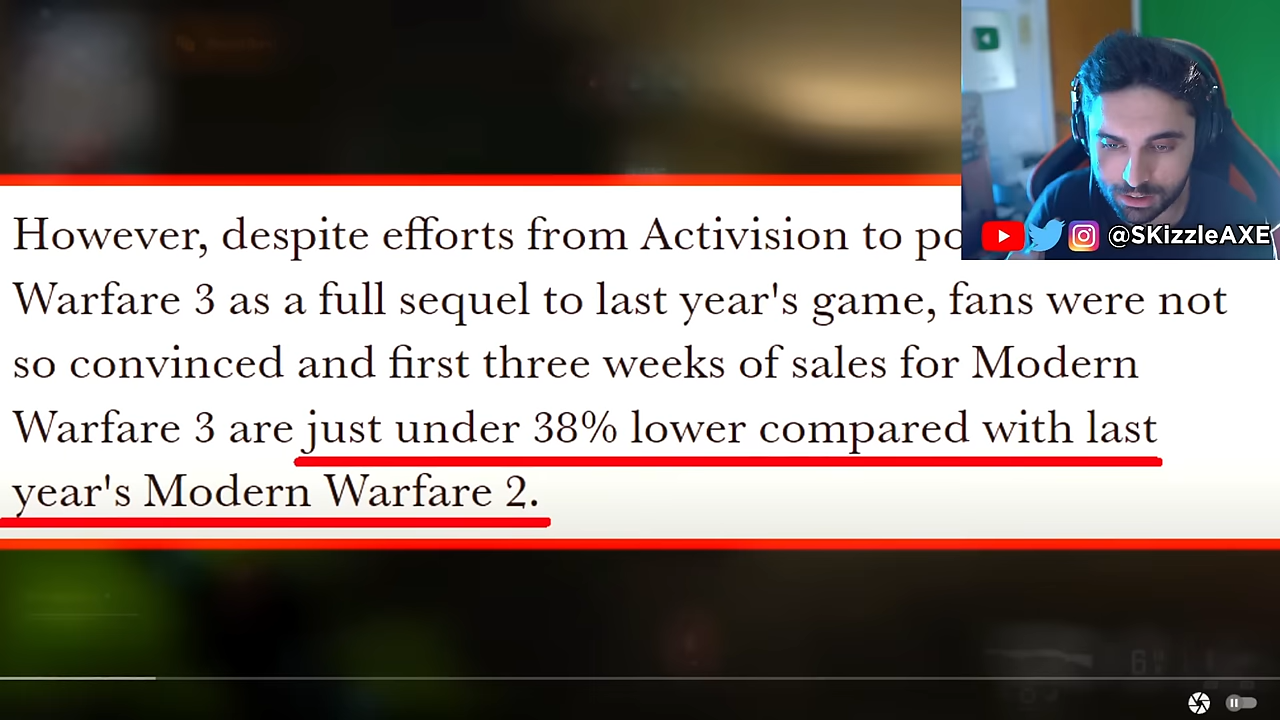 @SKizzleAXE
However, despite efforts from Activision to
Warfare 3 as a full sequel to last year's game, fans were not
so convinced and first three weeks of sales for Modern
Warfare 3 are just under 38% lower compared with last
year's Modern Warfare 2.